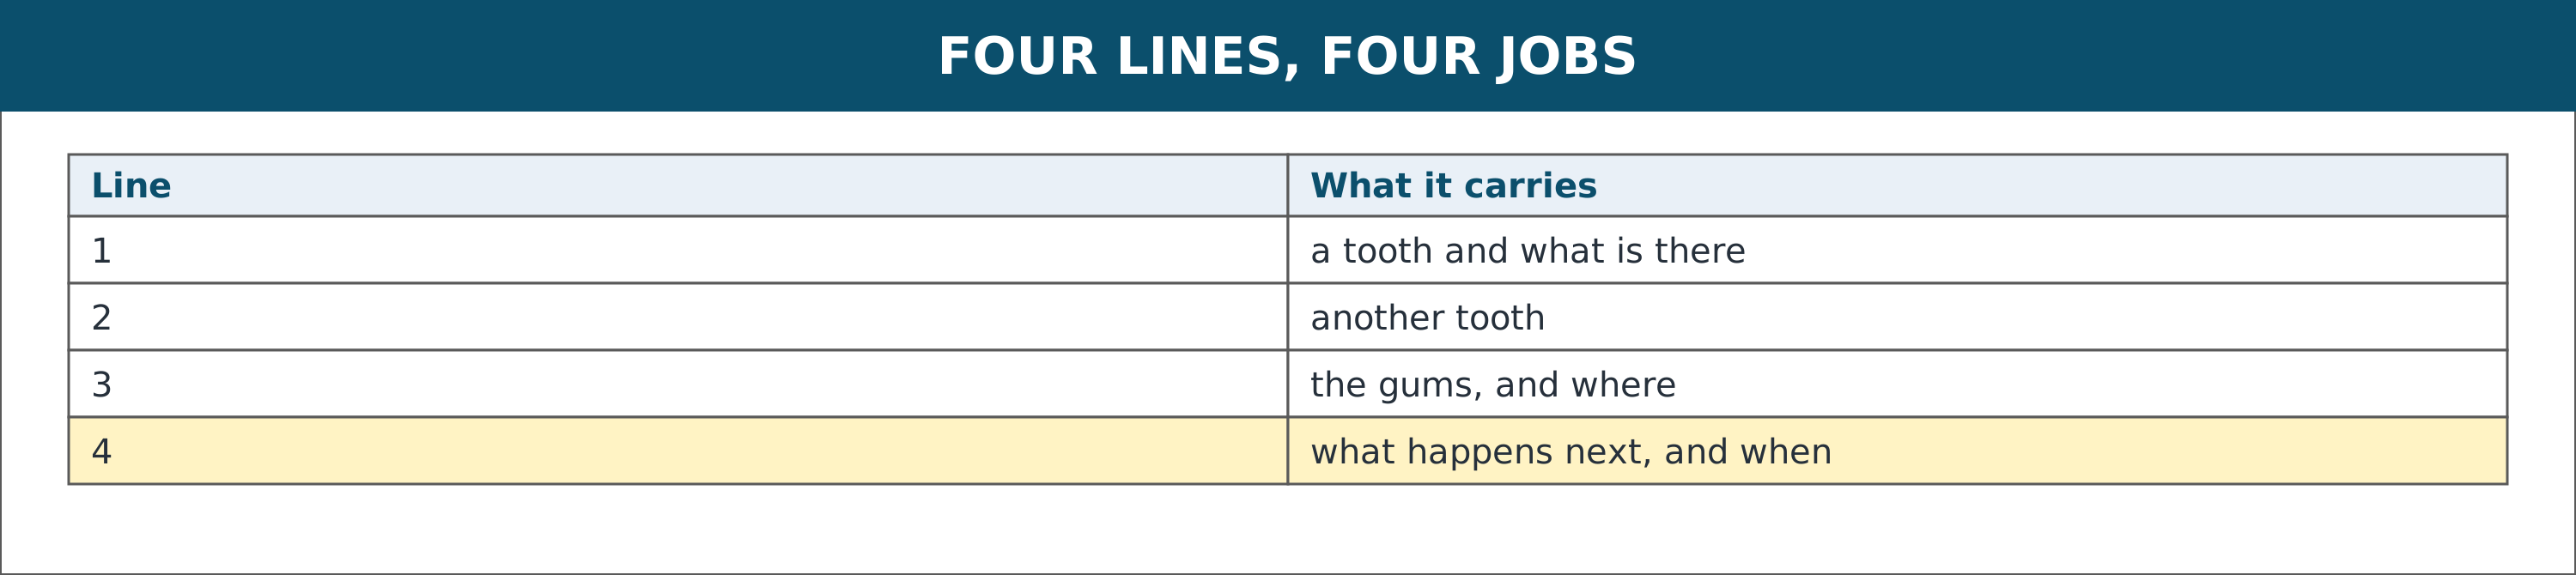 FOUR LINES, FOUR JOBS
Line What it carries
1 a tooth and what is there
2 another tooth
3 the gums, and where
4 what happens next, and when